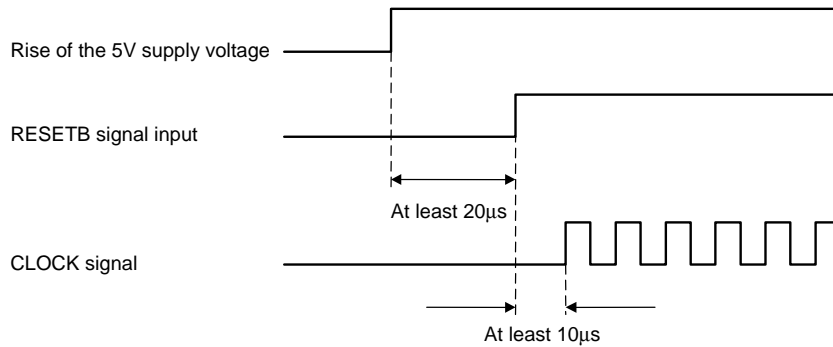 Rise of the 5V supply voltage
RESETB signal input
At least 20μs
CLOCK signal
At least 10μs